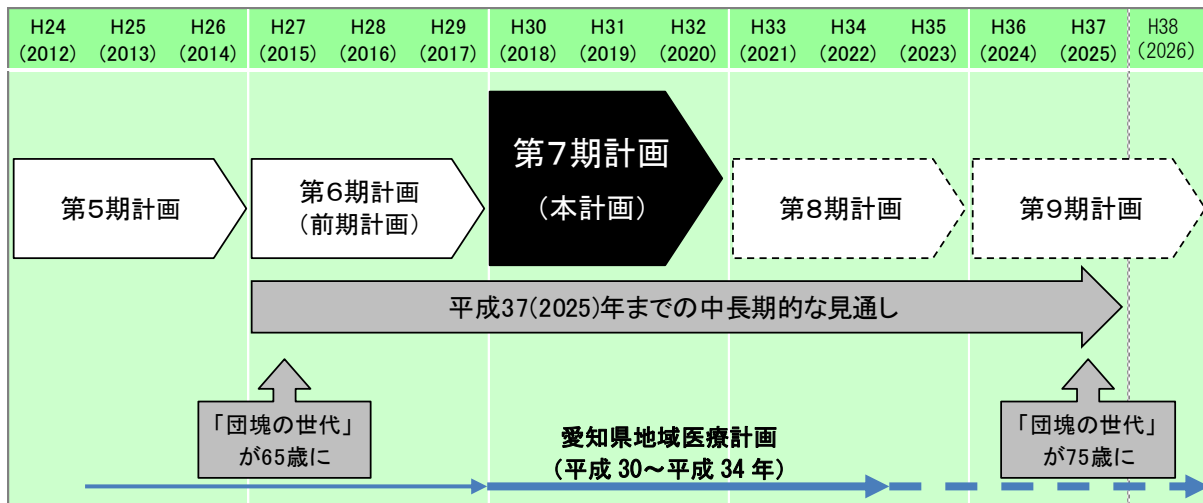 H24 H25 H26 H27 H28 H29 H30 H31 H32 H33 H34 H35 H36 H37 H38
(2012) (2013) (2014) (2015) (2016) (2017) (2018) (2019) (2020) (2021) (2022) (2023) (2024) (2025) (2026)
第5期計画
第6期計画
(前期計画)
第7期計画
(本計画)
第8期計画
第9期計画
平成37(2025)年までの中長期的な見通し
「団塊の世代」
が65歳に
愛知県地域医療計画
(平成 30～平成 34 年)
「団塊の世代」
が75歳に